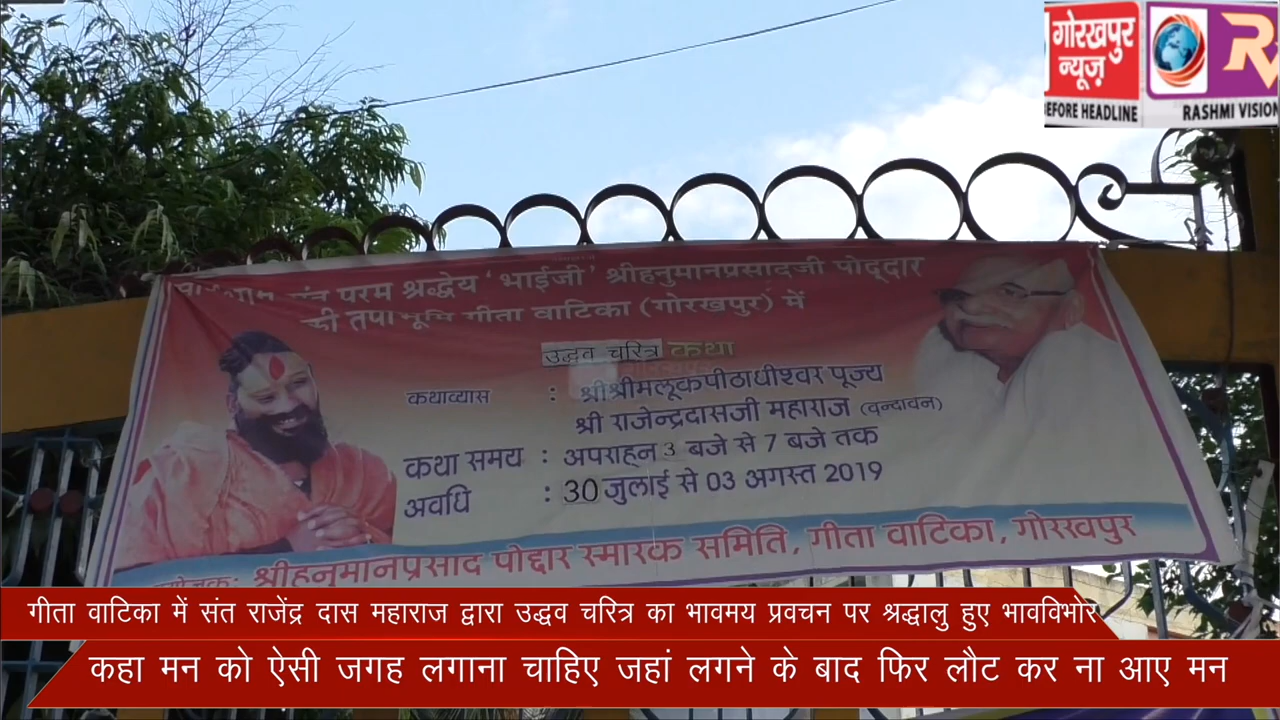 गोरखपुर
न्यूज़
BEFORE HEADLINE
RASHMI VISION
परम श्रद्धेय 'भाईजी' श्रीहनुमानप्रसादजी पोद्दार
की तपोभूमि गीता वाटिका (गोरखपुर) में
उद्धव चरित्र कथा
कथाव्यास : श्रीश्रीमलूकपीठाधीश्वर पूज्य
श्री राजेन्द्रदासजी महाराज (वृन्दावन)
कथा समय : अपराह्न 3 बजे से 7 बजे तक
अवधि : 30 जुलाई से 03 अगस्त 2019
श्रीहनुमानप्रसाद पोद्दार स्मारक समिति, गीता वाटिका, गोरखपुर
गीता वाटिका में संत राजेंद्र दास महाराज द्वारा उद्धव चरित्र का भावमय प्रवचन पर श्रद्धालु हुए भावविभोर
कहा मन को ऐसी जगह लगाना चाहिए जहां लगने के बाद फिर लौट कर ना आए मन